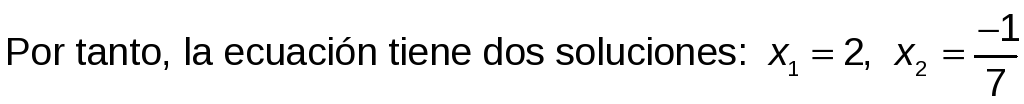 Por tanto, la ecuación tiene dos soluciones: x₁ = 2, x₂ = −1/7